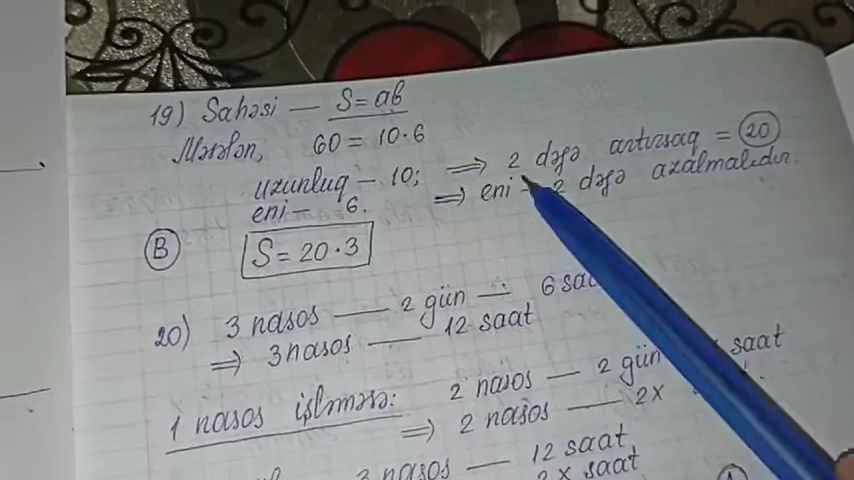 19) Sahəsi — S = ab
Məsələn, 60 = 10·6
uzunluq – 10; ⟹ 2 dəfə artırsaq = 20
eni – 6. ⟹ eni – 2 dəfə azalmalıdır.
B S = 20·3
20) 3 nasos — 2 gün — 6
⟹ 3 nasos — 12 saat
1 nasos işləməsə: 2 nasos — 2 gün saat
⟹ 2 nasos — 2x
3 nasos — 12 saat
2x saat